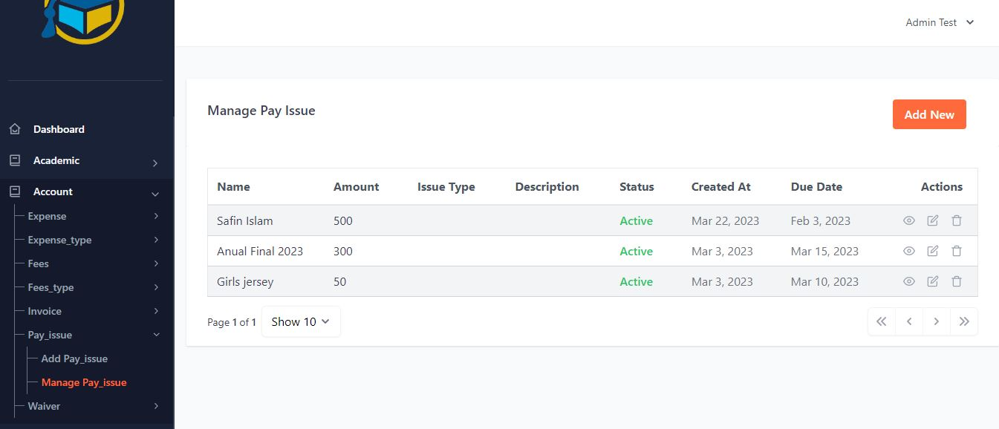 Admin Test
Dashboard
Academic
Account
Expense
Expense_type
Fees
Fees_type
Invoice
Pay_issue
Add Pay_issue
Manage Pay_issue
Waiver
Manage Pay Issue
Add New
Name Amount Issue Type Description Status Created At Due Date Actions
Safin Islam 500 Active Mar 22, 2023 Feb 3, 2023
Anual Final 2023 300 Active Mar 3, 2023 Mar 15, 2023
Girls jersey 50 Active Mar 3, 2023 Mar 10, 2023
Page 1 of 1 Show 10